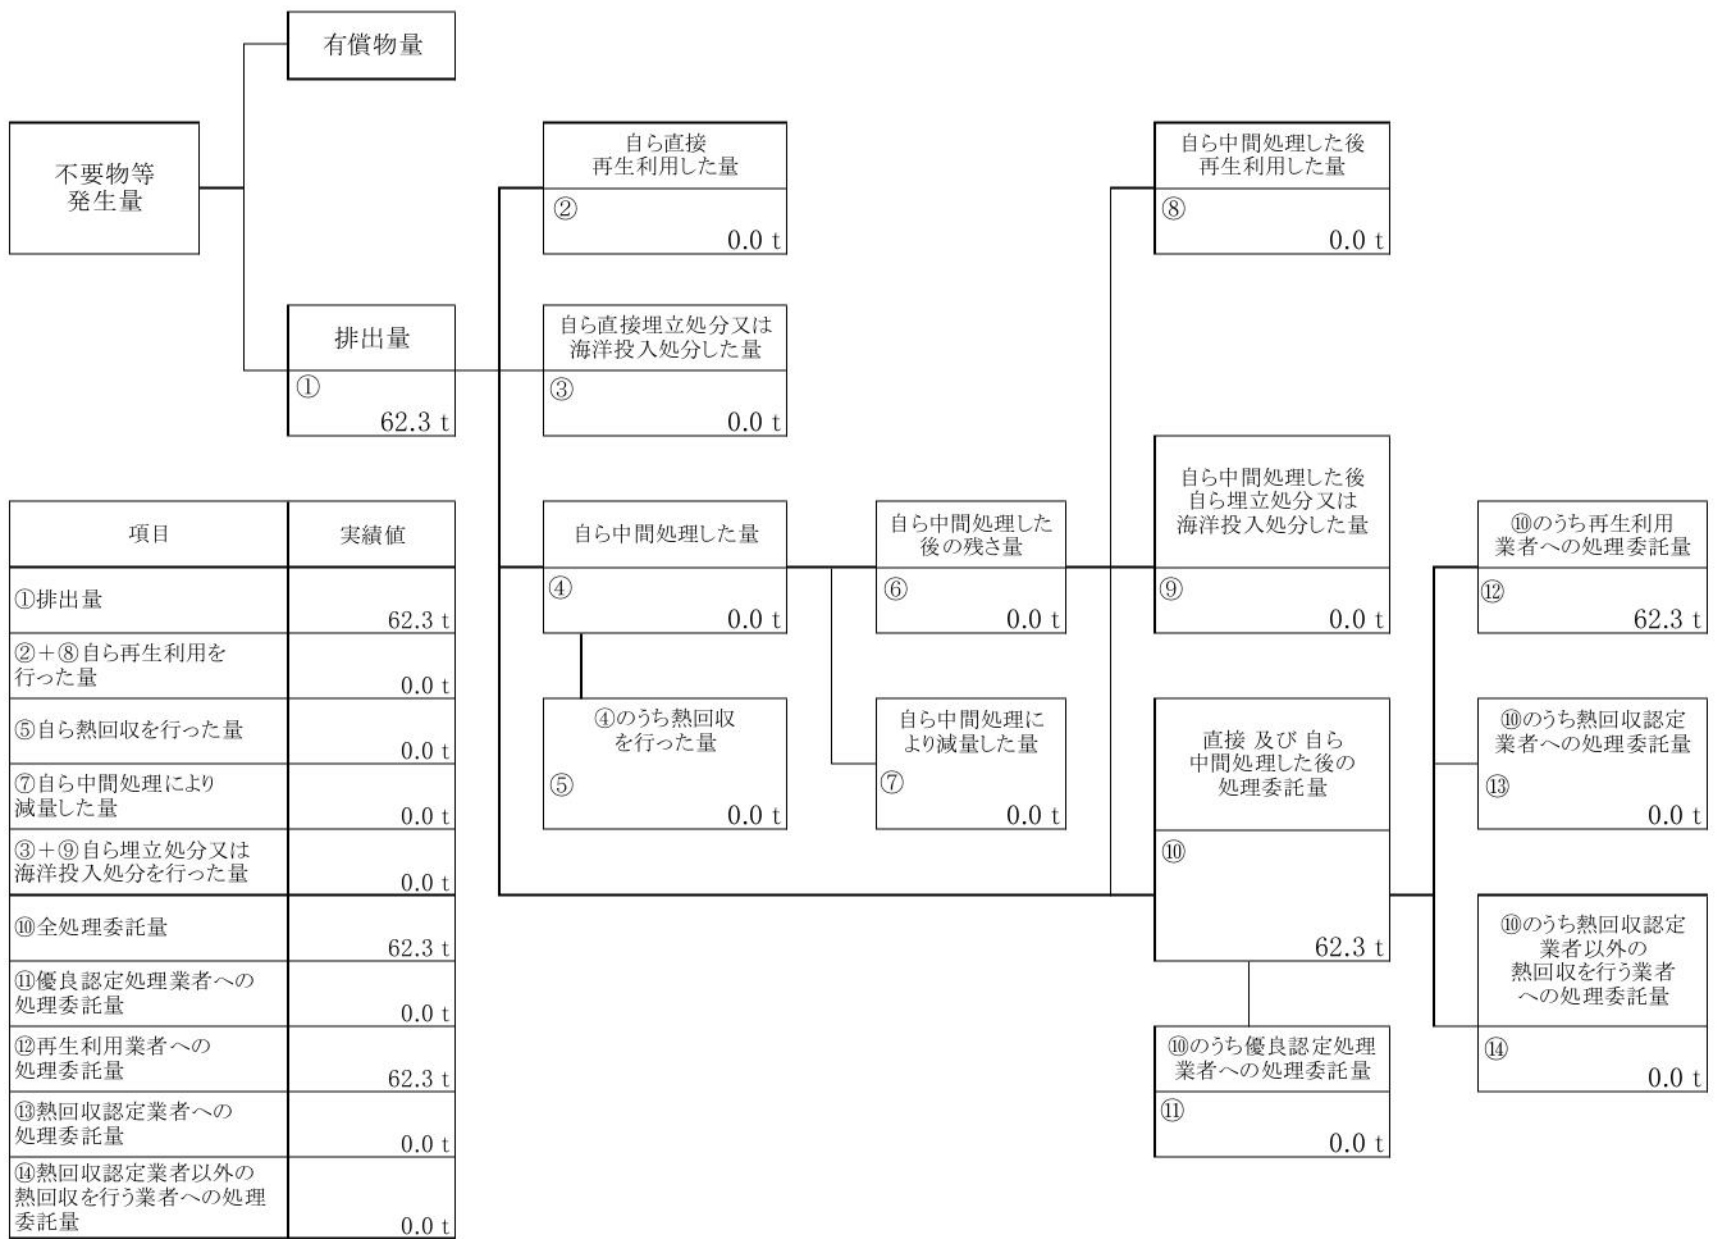 有償物量
不要物等
発生量
自ら直接
再生利用した量
②
0.0 t
自ら中間処理した後
再生利用した量
⑧
0.0 t
排出量
①
62.3 t
自ら直接埋立処分又は
海洋投入処分した量
③
0.0 t
自ら中間処理した量
④
0.0 t
自ら中間処理した
後の残さ量
⑥
0.0 t
自ら中間処理した後
自ら埋立処分又は
海洋投入処分した量
⑨
0.0 t
⑩のうち再生利用
業者への処理委託量
⑫
62.3 t
④のうち熱回収
を行った量
⑤
0.0 t
自ら中間処理に
より減量した量
⑦
0.0 t
直接 及び 自ら
中間処理した後の
処理委託量
⑩
62.3 t
⑩のうち熱回収認定
業者への処理委託量
⑬
0.0 t
⑩のうち熱回収認定
業者以外の
熱回収を行う業者
への処理委託量
⑭
0.0 t
⑩のうち優良認定処理
業者への処理委託量
⑪
0.0 t
項目
実績値
①排出量
62.3 t
②+⑧自ら再生利用を
行った量
0.0 t
⑤自ら熱回収を行った量
0.0 t
⑦自ら中間処理により
減量した量
0.0 t
③+⑨自ら埋立処分又は
海洋投入処分を行った量
0.0 t
⑩全処理委託量
62.3 t
⑪優良認定処理業者への
処理委託量
0.0 t
⑫再生利用業者への
処理委託量
62.3 t
⑬熱回収認定業者への
処理委託量
0.0 t
⑭熱回収認定業者以外の
熱回収を行う業者への処理
委託量
0.0 t